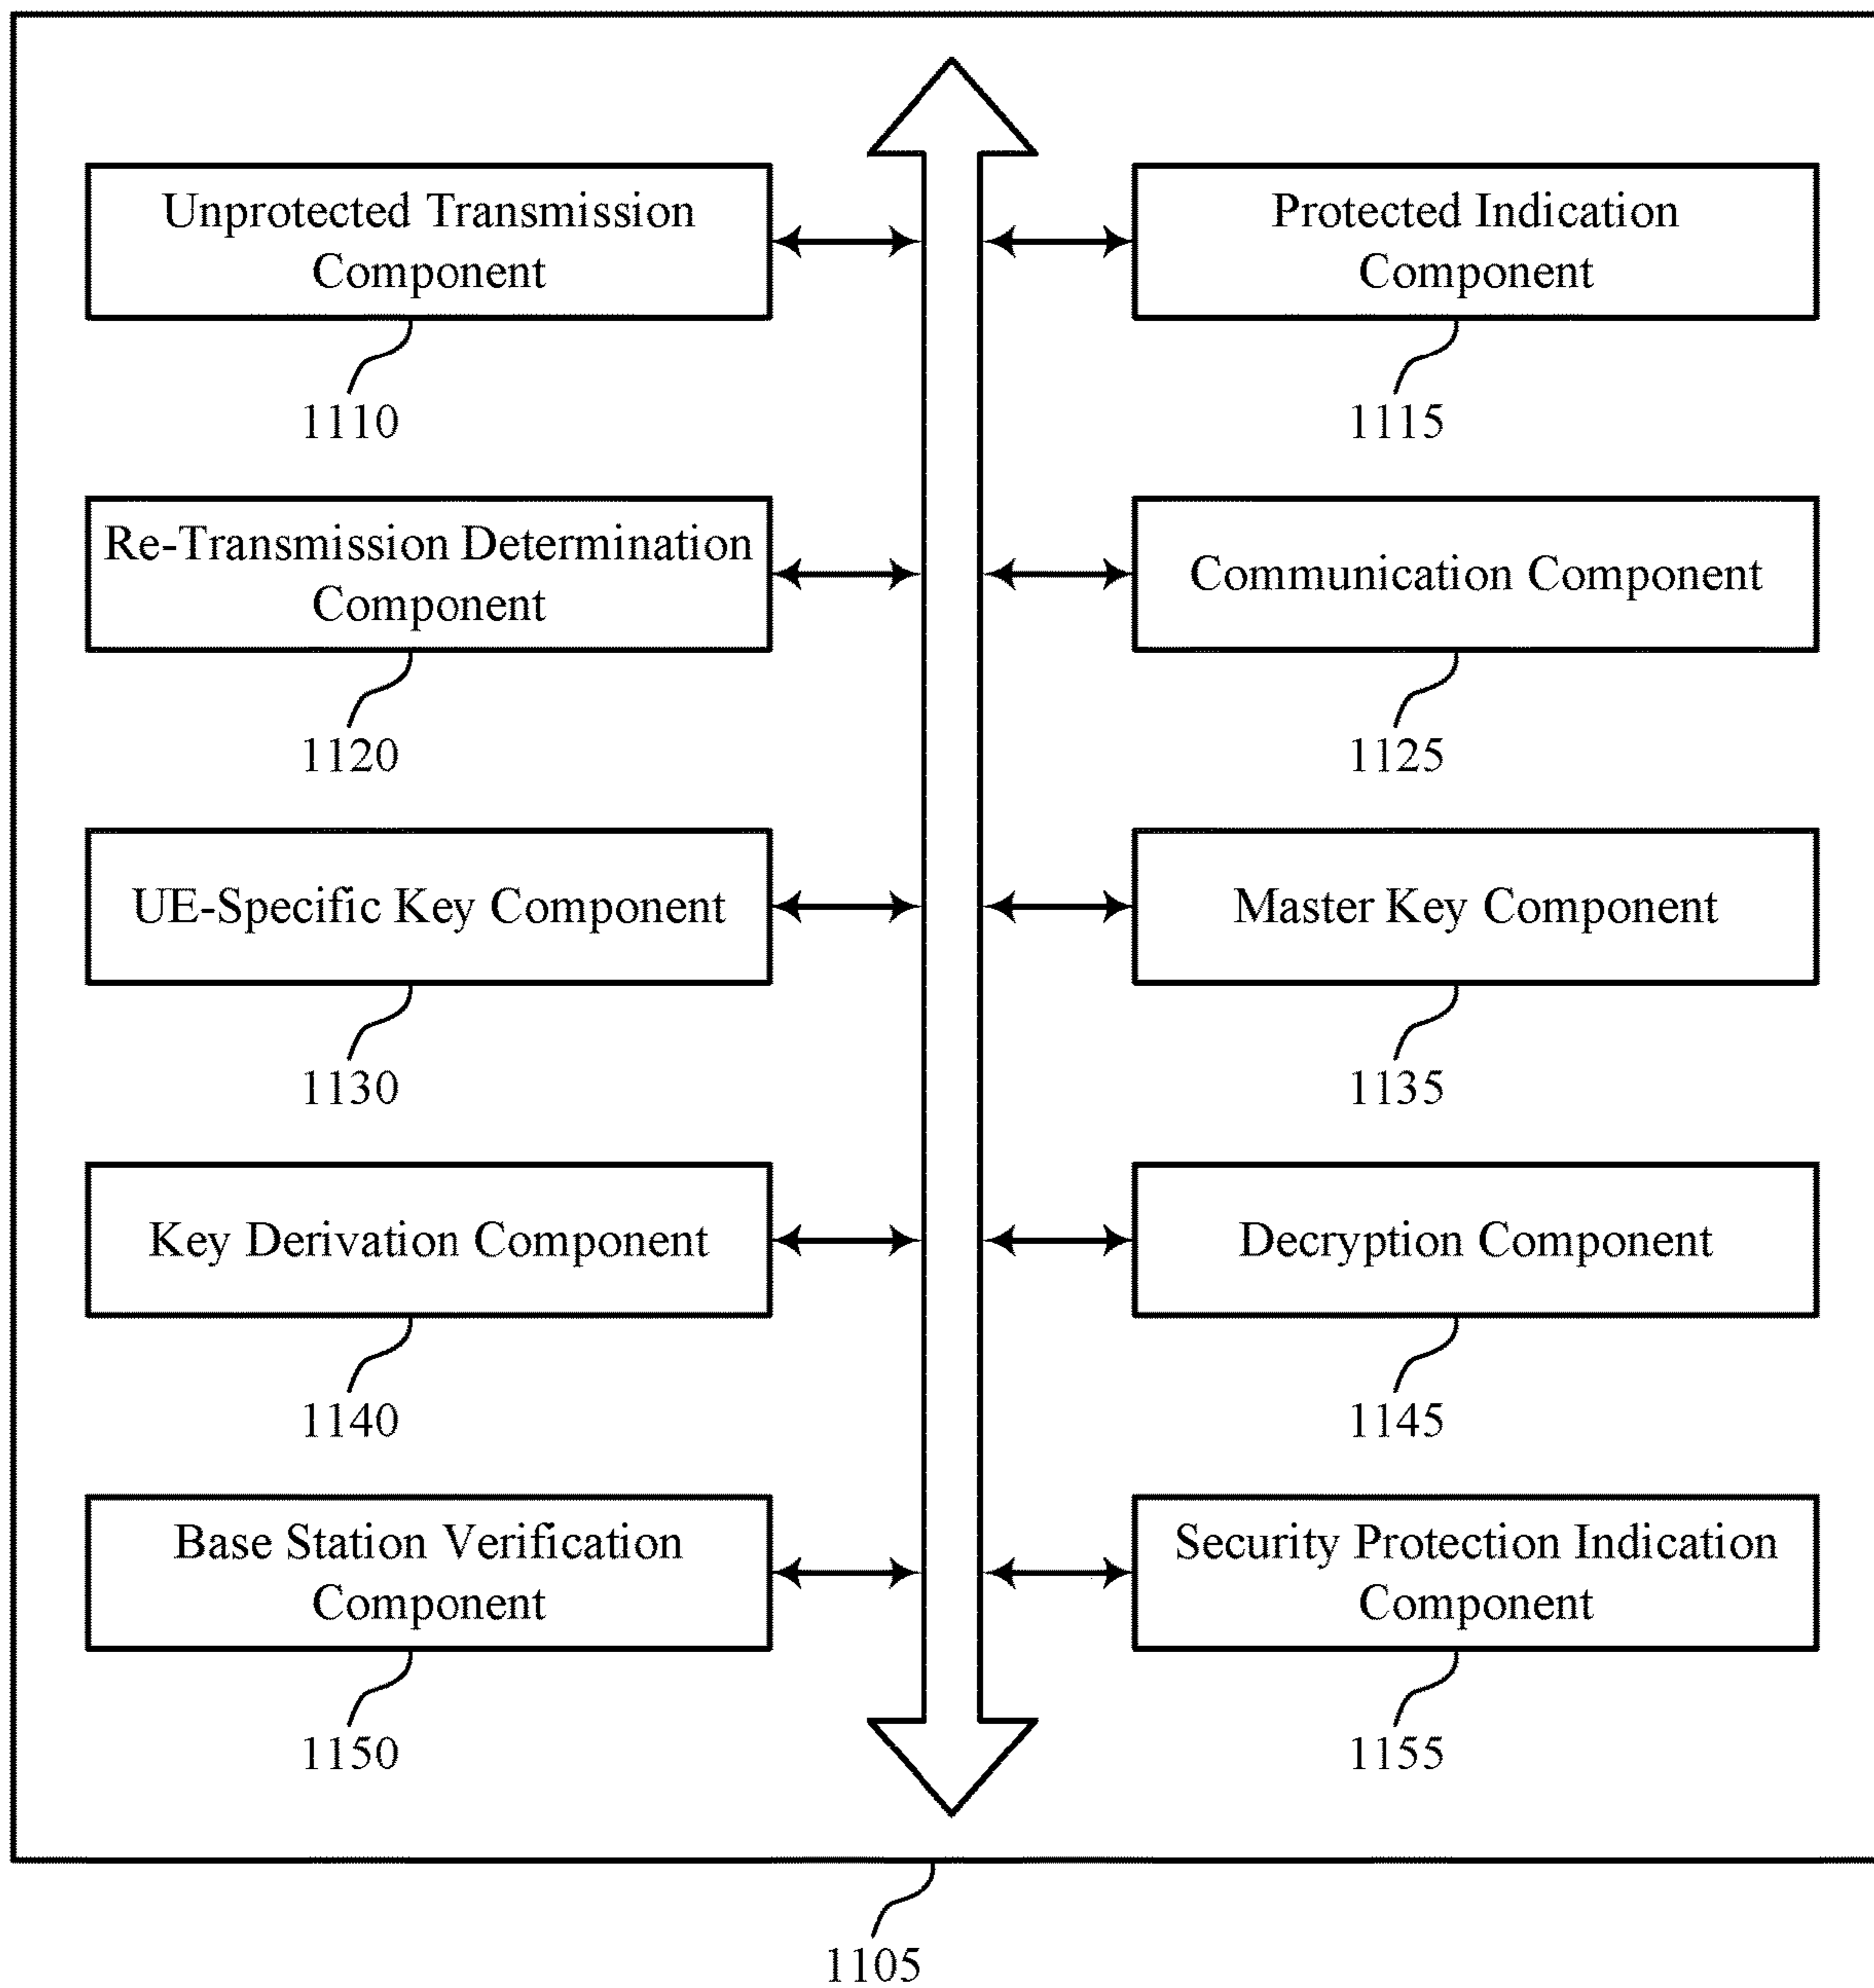 Unprotected Transmission
Component
1110
Protected Indication
Component
1115
Re-Transmission Determination
Component
1120
Communication Component
1125
UE-Specific Key Component
1130
Master Key Component
1135
Key Derivation Component
1140
Decryption Component
1145
Base Station Verification
Component
1150
Security Protection Indication
Component
1155
1105